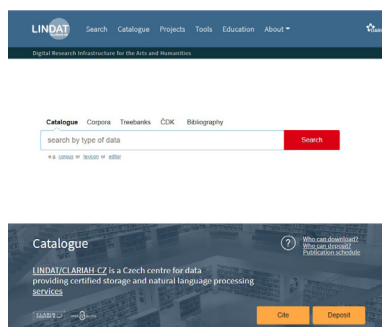 LINDAT Search Catalogue Projects Tools Education About
Digital Research Infrastructure for the Arts and Humanities
Catalogue Corpora Treebanks ČDK Bibliography
search by type of data Search
e.g. corpus or lexicon or editor
Catalogue
? Who can download?
Who can deposit?
Publication schedule
LINDAT/CLARIAH-CZ is a Czech centre for data
providing certified storage and natural language processing
services
Cite Deposit